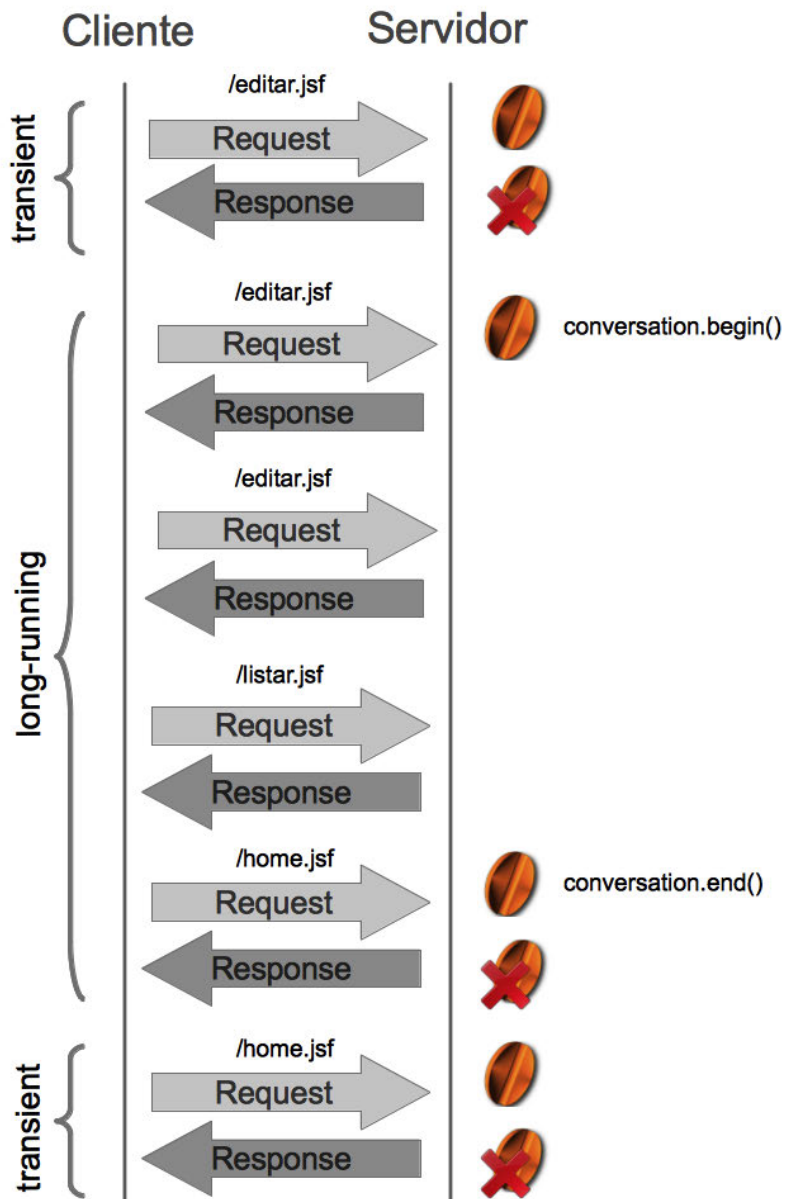 Cliente
Servidor
transient
/editar.jsf
Request
Response
long-running
/editar.jsf
Request
conversation.begin()
Response
/editar.jsf
Request
Response
/listar.jsf
Request
Response
/home.jsf
Request
conversation.end()
Response
transient
/home.jsf
Request
Response